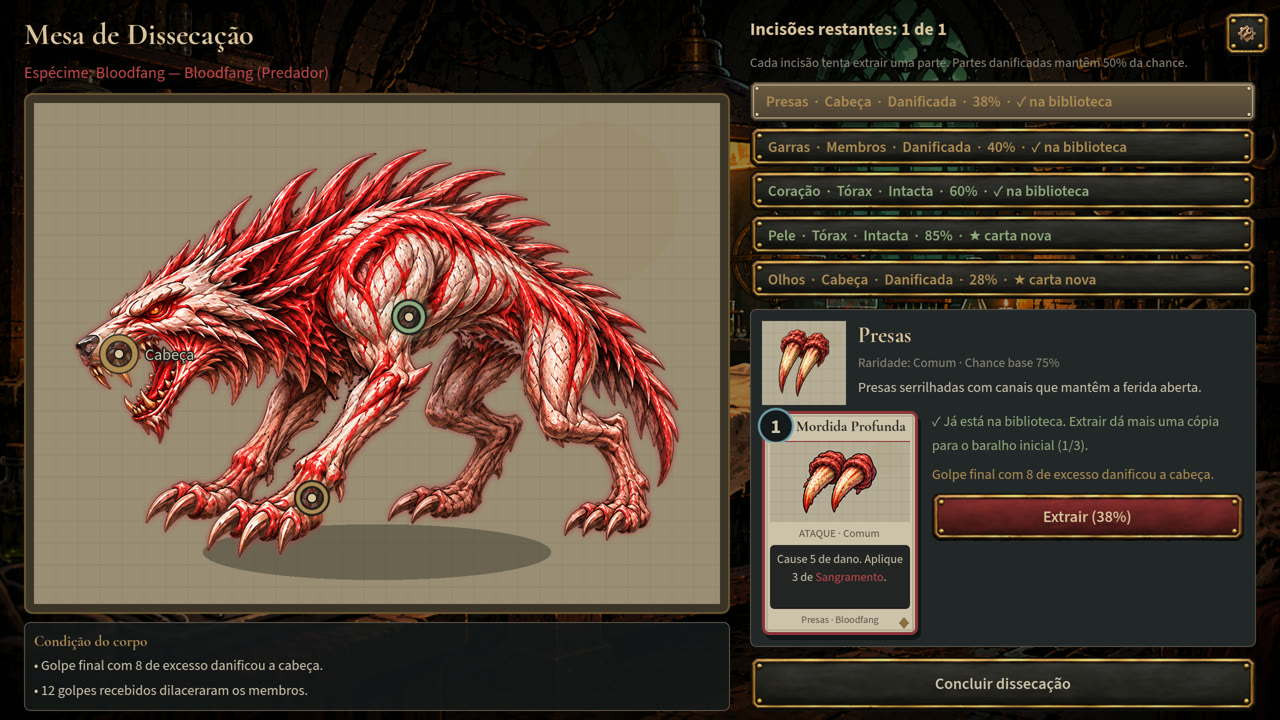 Mesa de Dissecação
Espécime: Bloodfang — Bloodfang (Predador)
Cabeça
Condição do corpo
• Golpe final com 8 de excesso danificou a cabeça.
• 12 golpes recebidos dilaceraram os membros.
Incisões restantes: 1 de 1
Cada incisão tenta extrair uma parte. Partes danificadas mantêm 50% da chance.
Presas · Cabeça · Danificada · 38% · ✓ na biblioteca
Garras · Membros · Danificada · 40% · ✓ na biblioteca
Coração · Tórax · Intacta · 60% · ✓ na biblioteca
Pele · Tórax · Intacta · 85% · ★ carta nova
Olhos · Cabeça · Danificada · 28% · ★ carta nova
Presas
Raridade: Comum · Chance base 75%
Presas serrilhadas com canais que mantêm a ferida aberta.
1 Mordida Profunda
ATAQUE · Comum
Cause 5 de dano. Aplique
3 de Sangramento.
Presas · Bloodfang
✓ Já está na biblioteca. Extrair dá mais uma cópia
para o baralho inicial (1/3).
Golpe final com 8 de excesso danificou a cabeça.
Extrair (38%)
Concluir dissecação